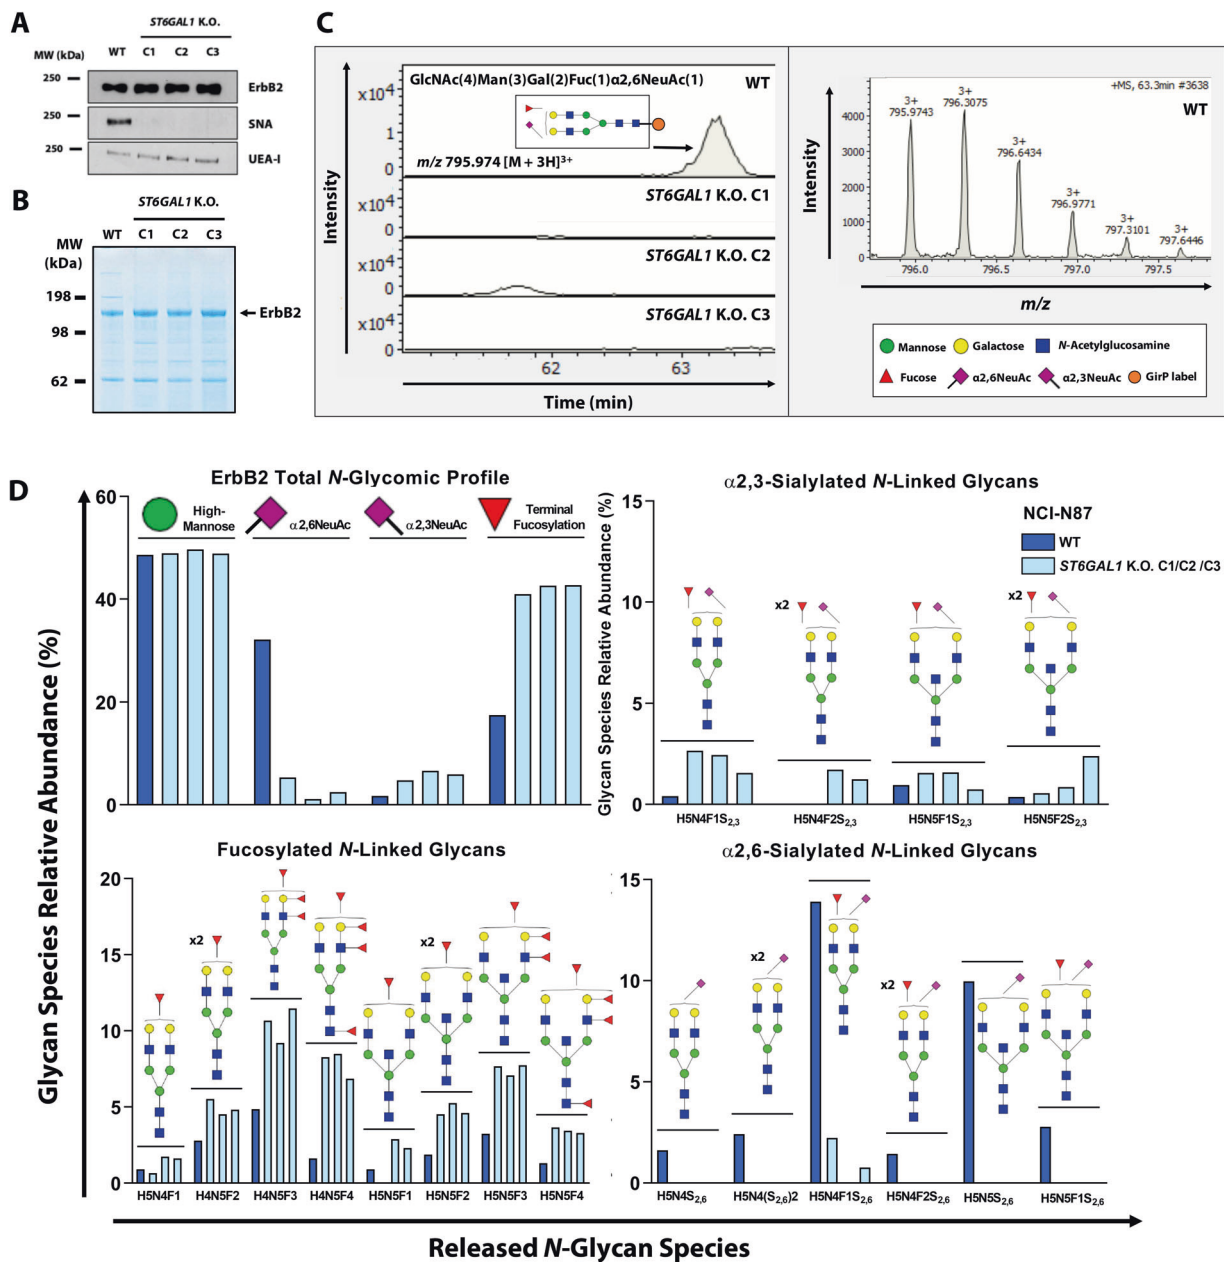 A
ST6GAL1 K.O.
MW (kDa)
WT
C1
C2
C3
250
ErbB2
250
SNA
250
UEA-I
B
ST6GAL1 K.O.
MW
(kDa)
WT
C1
C2
C3
198
98
62
ErbB2
C
Intensity
GlcNAc(4)Man(3)Gal(2)Fuc(1)α2,6NeuAc(1)
WT
x10⁴
1
0
m/z 795.974 [M + 3H]³⁺
ST6GAL1 K.O. C1
x10⁴
0
ST6GAL1 K.O. C2
x10⁴
0
ST6GAL1 K.O. C3
x10⁴
0
62
63
Time (min)
+MS, 63.3min #3638
WT
Intensity
4000
3000
2000
1000
0
3+
795.9743
3+
796.3075
3+
796.6434
3+
796.9771
3+
797.3101
3+
797.6446
796.0
796.5
797.0
797.5
m/z
Mannose
Galactose
N-Acetylglucosamine
Fucose
α2,6NeuAc
α2,3NeuAc
GirP label
D
Glycan Species Relative Abundance (%)
ErbB2 Total N-Glycomic Profile
60
40
20
0
High-
Mannose
α2,6NeuAc
α2,3NeuAc
Terminal
Fucosylation
α2,3-Sialylated N-Linked Glycans
Glycan Species Relative Abundance (%)
15
10
5
0
NCI-N87
WT
ST6GAL1 K.O. C1/C2 /C3
x2
x2
H5N4F1S2,3
H5N4F2S2,3
H5N5F1S2,3
H5N5F2S2,3
Fucosylated N-Linked Glycans
20
15
10
5
0
x2
x2
H5N4F1
H4N5F2
H4N5F3
H4N5F4
H5N5F1
H5N5F2
H5N5F3
H5N5F4
α2,6-Sialylated N-Linked Glycans
15
10
5
0
x2
x2
H5N4S2,6
H5N4(S2,6)2
H5N4F1S2,6
H5N4F2S2,6
H5N5S2,6
H5N5F1S2,6
Released N-Glycan Species